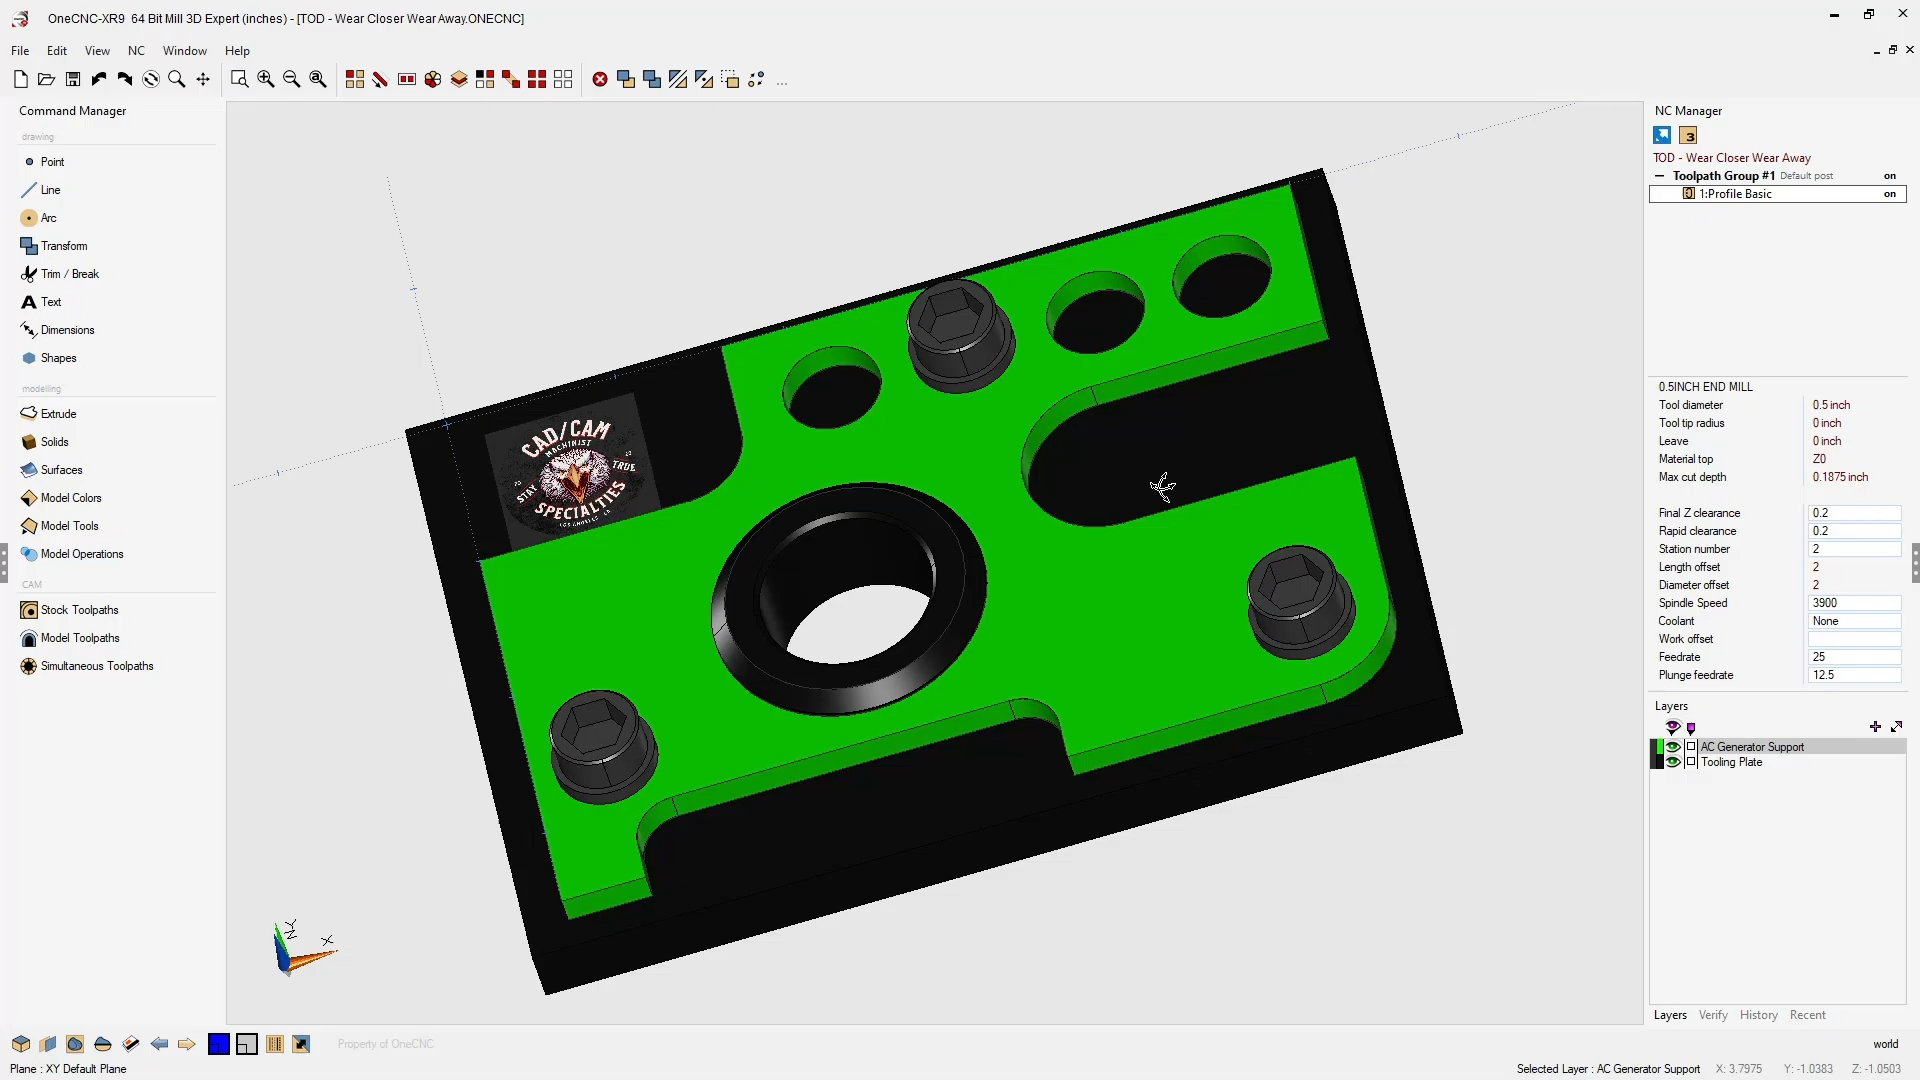 OneCNC-XR9  64 Bit Mill 3D Expert (inches) - [TOD - Wear Closer Wear Away.ONECNC]
File Edit View NC Window Help
Command Manager
drawing
Point
Line
Arc
Transform
Trim / Break
Text
Dimensions
Shapes
modelling
Extrude
Solids
Surfaces
Model Colors
Model Tools
Model Operations
CAM
Stock Toolpaths
Model Toolpaths
Simultaneous Toolpaths
CAD/CAM
MACHINIST
STAY TRUE
SPECIALTIES
Y
Z
X
NC Manager
3
TOD - Wear Closer Wear Away
Toolpath Group #1 Default post on
1:Profile Basic on
0.5INCH END MILL
Tool diameter 0.5 inch
Tool tip radius 0 inch
Leave 0 inch
Material top Z0
Max cut depth 0.1875 inch
Final Z clearance 0.2
Rapid clearance 0.2
Station number 2
Length offset 2
Diameter offset 2
Spindle Speed 3900
Coolant None
Work offset
Feedrate 25
Plunge feedrate 12.5
Layers
AC Generator Support
Tooling Plate
Layers Verify History Recent
Property of OneCNC
world
Plane : XY Default Plane
Selected Layer : AC Generator Support X: 3.7975 Y: -1.0383 Z: -1.0503